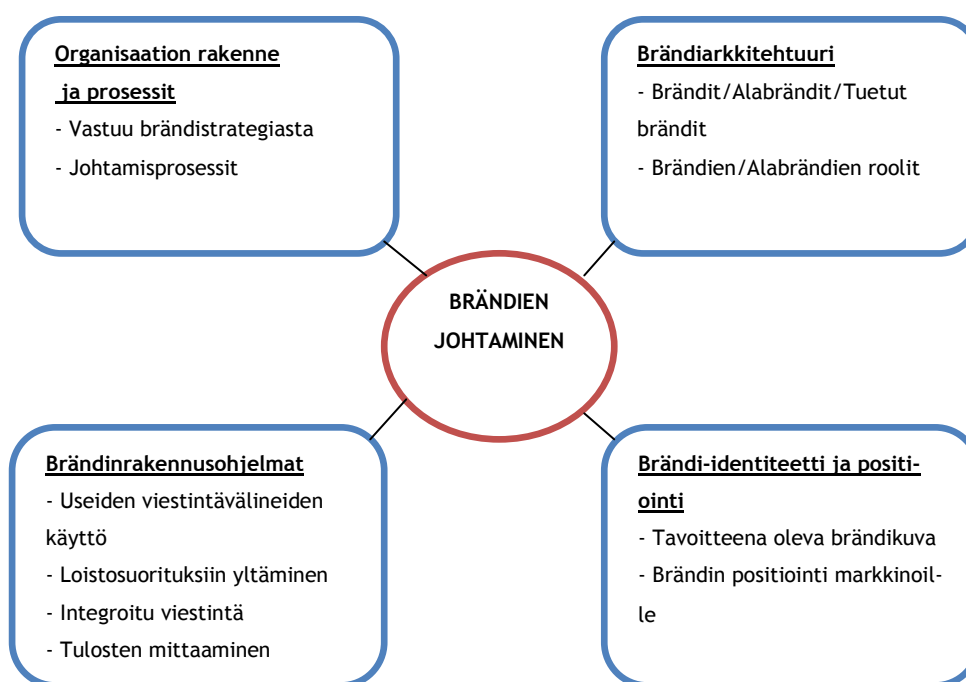 Organisaation rakenne
ja prosessit
- Vastuu brändistrategiasta
- Johtamisprosessit
Brändiarkkitehtuuri
- Brändit/Alabrändit/Tuetut
brändit
- Brändien/Alabrändien roolit
BRÄNDIEN
JOHTAMINEN
Brändinrakennusohjelmat
- Useiden viestintävälineiden
käyttö
- Loistosuorituksiin yltäminen
- Integroitu viestintä
- Tulosten mittaaminen
Brändi-identiteetti ja positi-
ointi
- Tavoitteena oleva brändikuva
- Brändin positiointi markkinoil-
le